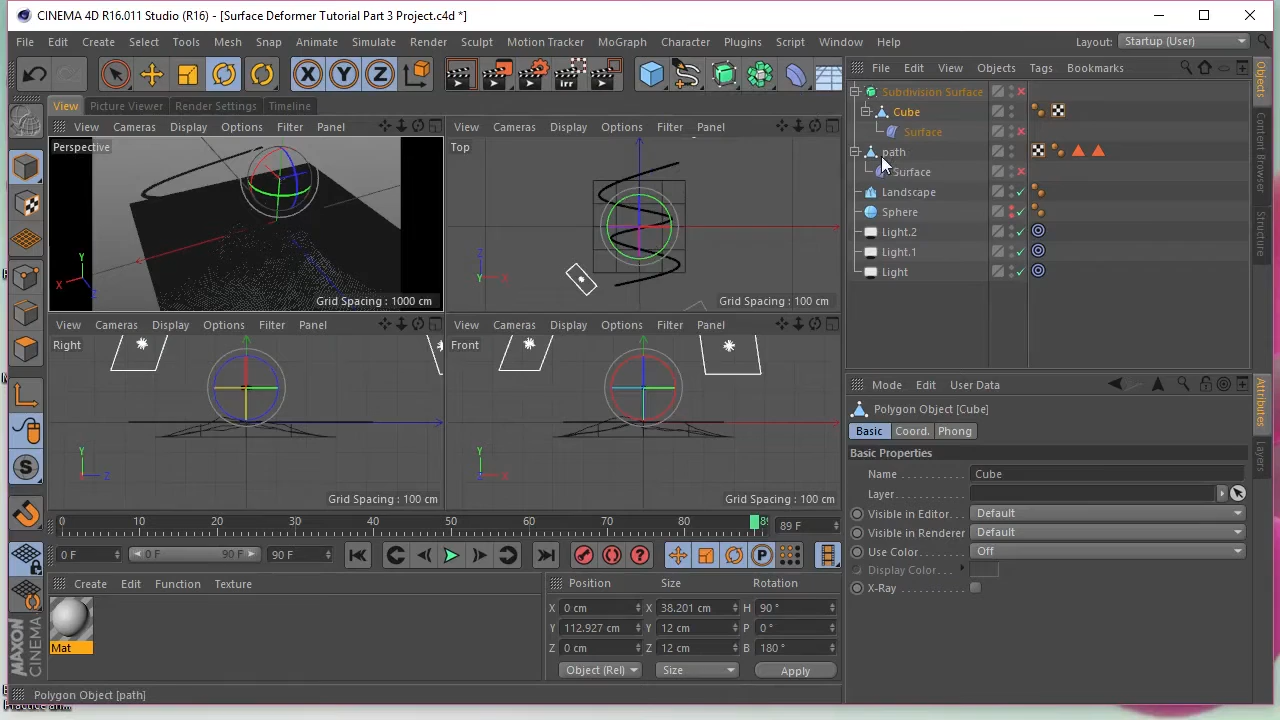 CINEMA 4D R16.011 Studio (R16) - [Surface Deformer Tutorial Part 3 Project.c4d *]
File Edit Create Select Tools Mesh Snap Animate Simulate Render Sculpt Motion Tracker MoGraph Character Plugins Script Window Help Layout: Startup (User)
X Y Z
File Edit View Objects Tags Bookmarks
View Picture Viewer Render Settings Timeline
View Cameras Display Options Filter Panel
View Cameras Display Options Filter Panel
Perspective
Top
Y
X
Z
Grid Spacing : 1000 cm
Z
Y X
Grid Spacing : 100 cm
View Cameras Display Options Filter Panel
View Cameras Display Options Filter Panel
Right
Front
Y
Z
Grid Spacing : 100 cm
Y
X
Grid Spacing : 100 cm
Subdivision Surface
Cube
Surface
path
Surface
Landscape
Sphere
Light.2
Light.1
Light
Objects
Content Browser
Structure
Mode Edit User Data
Polygon Object [Cube]
Basic Coord. Phong
Basic Properties
Name . . . . . . . . . . . Cube
Layer . . . . . . . . . . .
Visible in Editor. . . Default
Visible in Renderer Default
Use Color. . . . . . . Off
Display Color. . . .
X-Ray
Attributes
Layers
0 10 20 30 40 50 60 70 80 89 F
0 F 0 F 90 F 90 F
P
S
Create Edit Function Texture
Mat
Position Size Rotation
X 0 cm X 38.201 cm H 90 °
Y 112.927 cm Y 12 cm P 0 °
Z 0 cm Z 12 cm B 180 °
Object (Rel) Size Apply
MAXON
CINEMA 4D
Polygon Object [path]